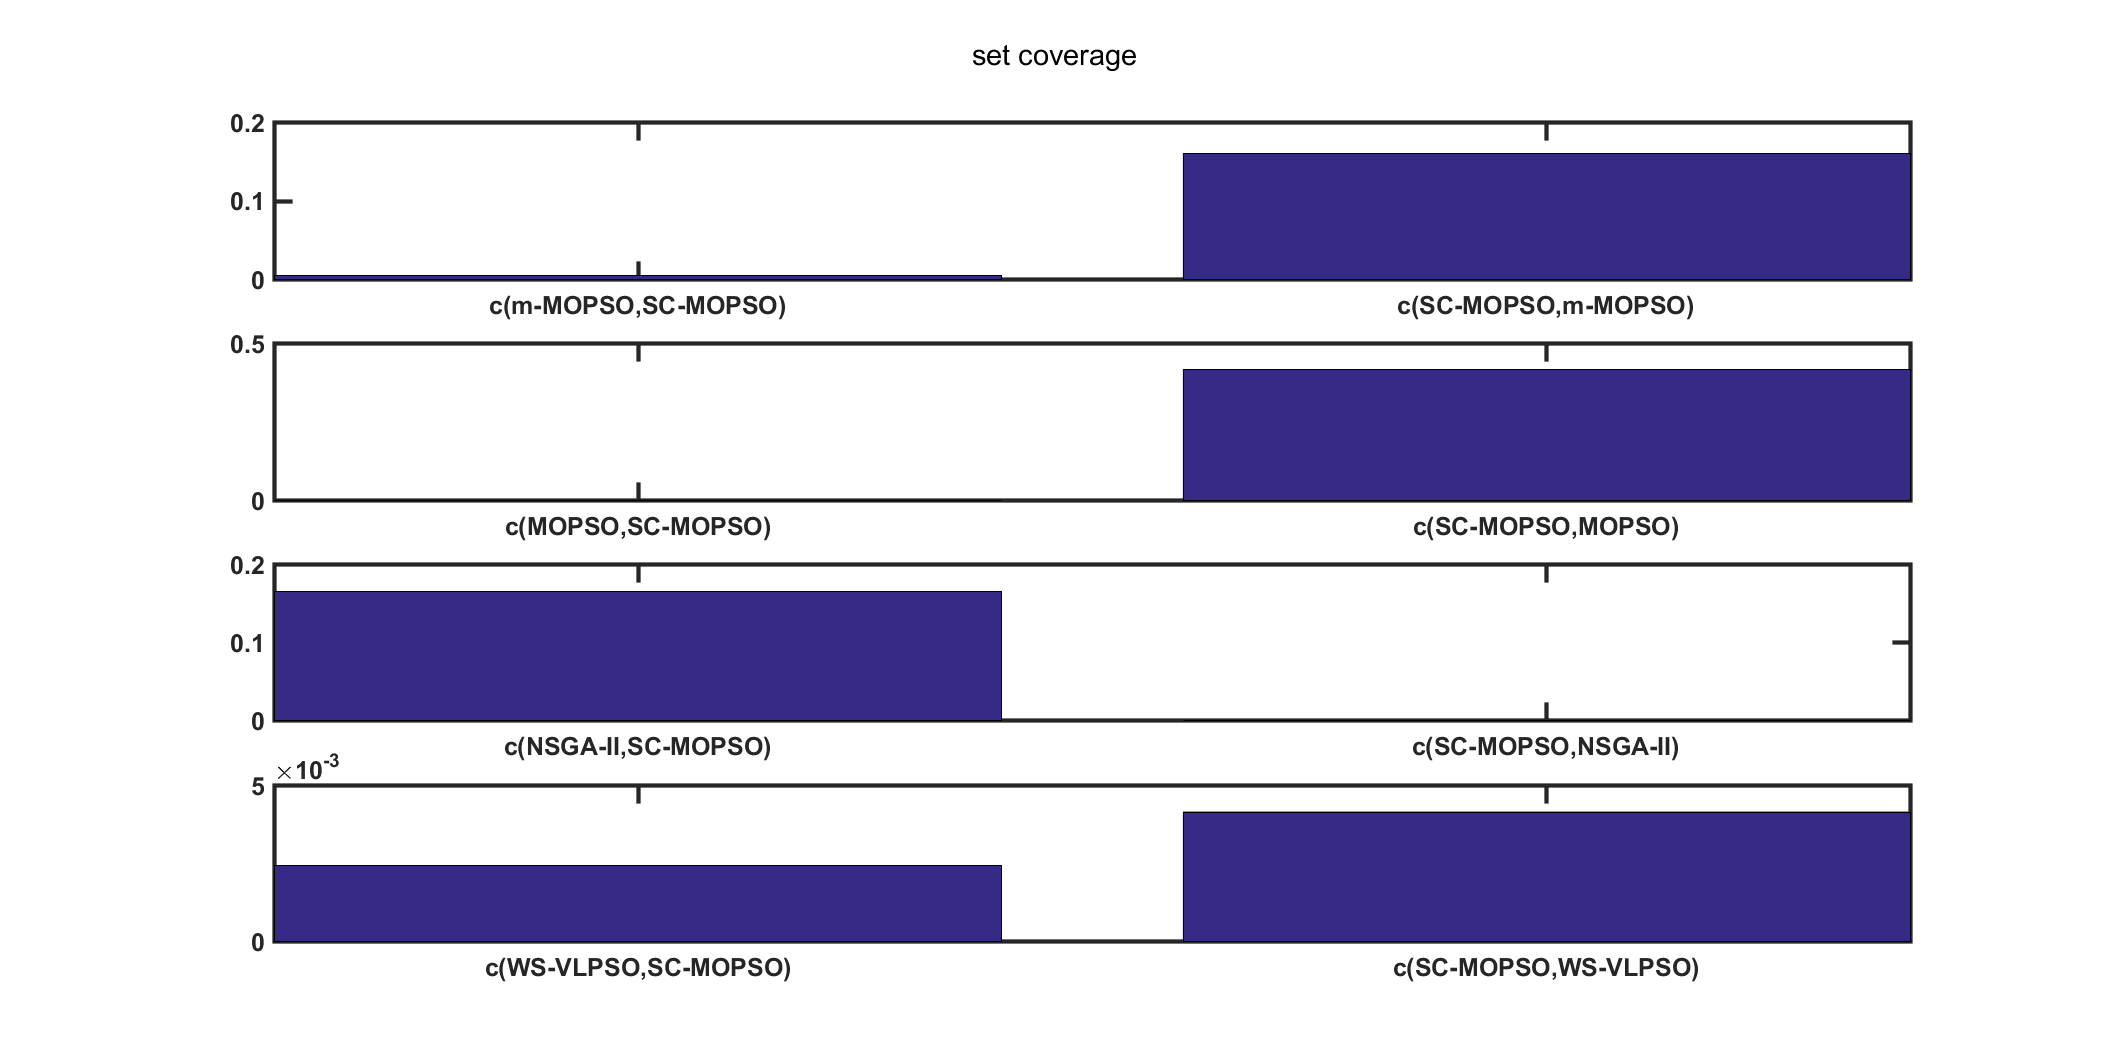 set coverage
0.2
0.1
0
c(m-MOPSO,SC-MOPSO) c(SC-MOPSO,m-MOPSO)
0.5
0
c(MOPSO,SC-MOPSO) c(SC-MOPSO,MOPSO)
0.2
0.1
0
c(NSGA-II,SC-MOPSO) c(SC-MOPSO,NSGA-II)
×10-3
5
0
c(WS-VLPSO,SC-MOPSO) c(SC-MOPSO,WS-VLPSO)